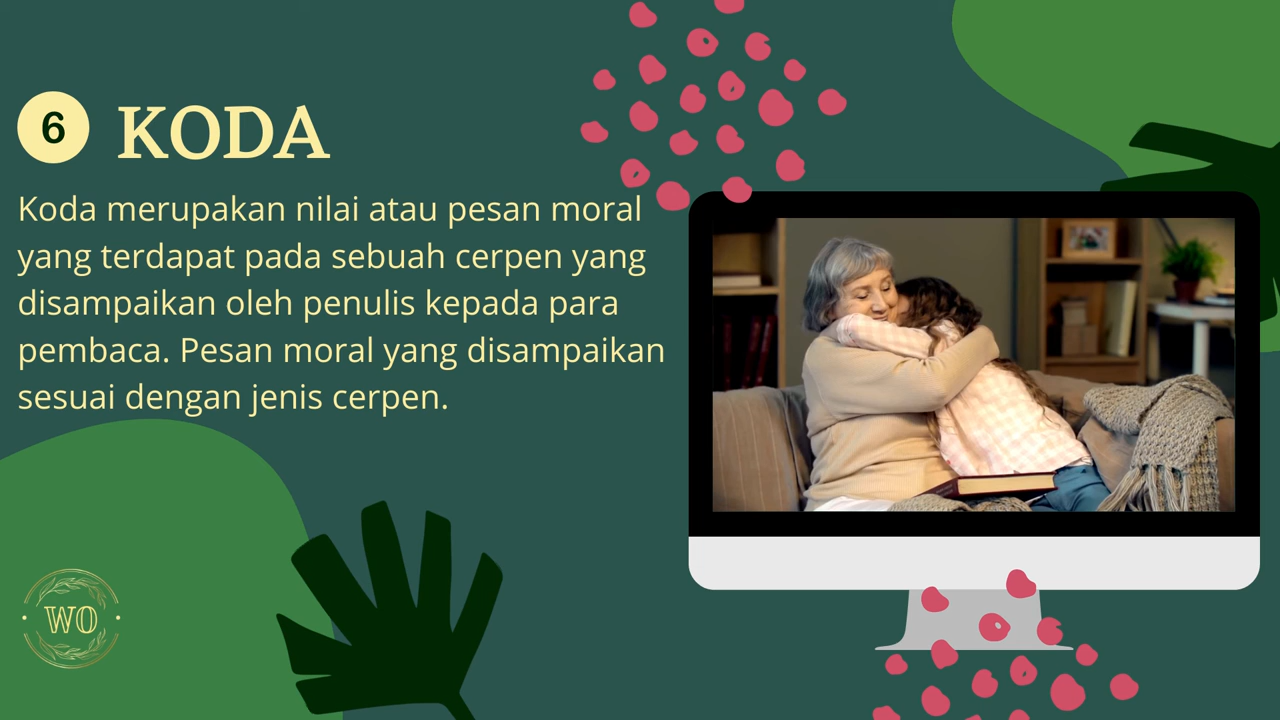 6 KODA
Koda merupakan nilai atau pesan moral
yang terdapat pada sebuah cerpen yang
disampaikan oleh penulis kepada para
pembaca. Pesan moral yang disampaikan
sesuai dengan jenis cerpen.
WO